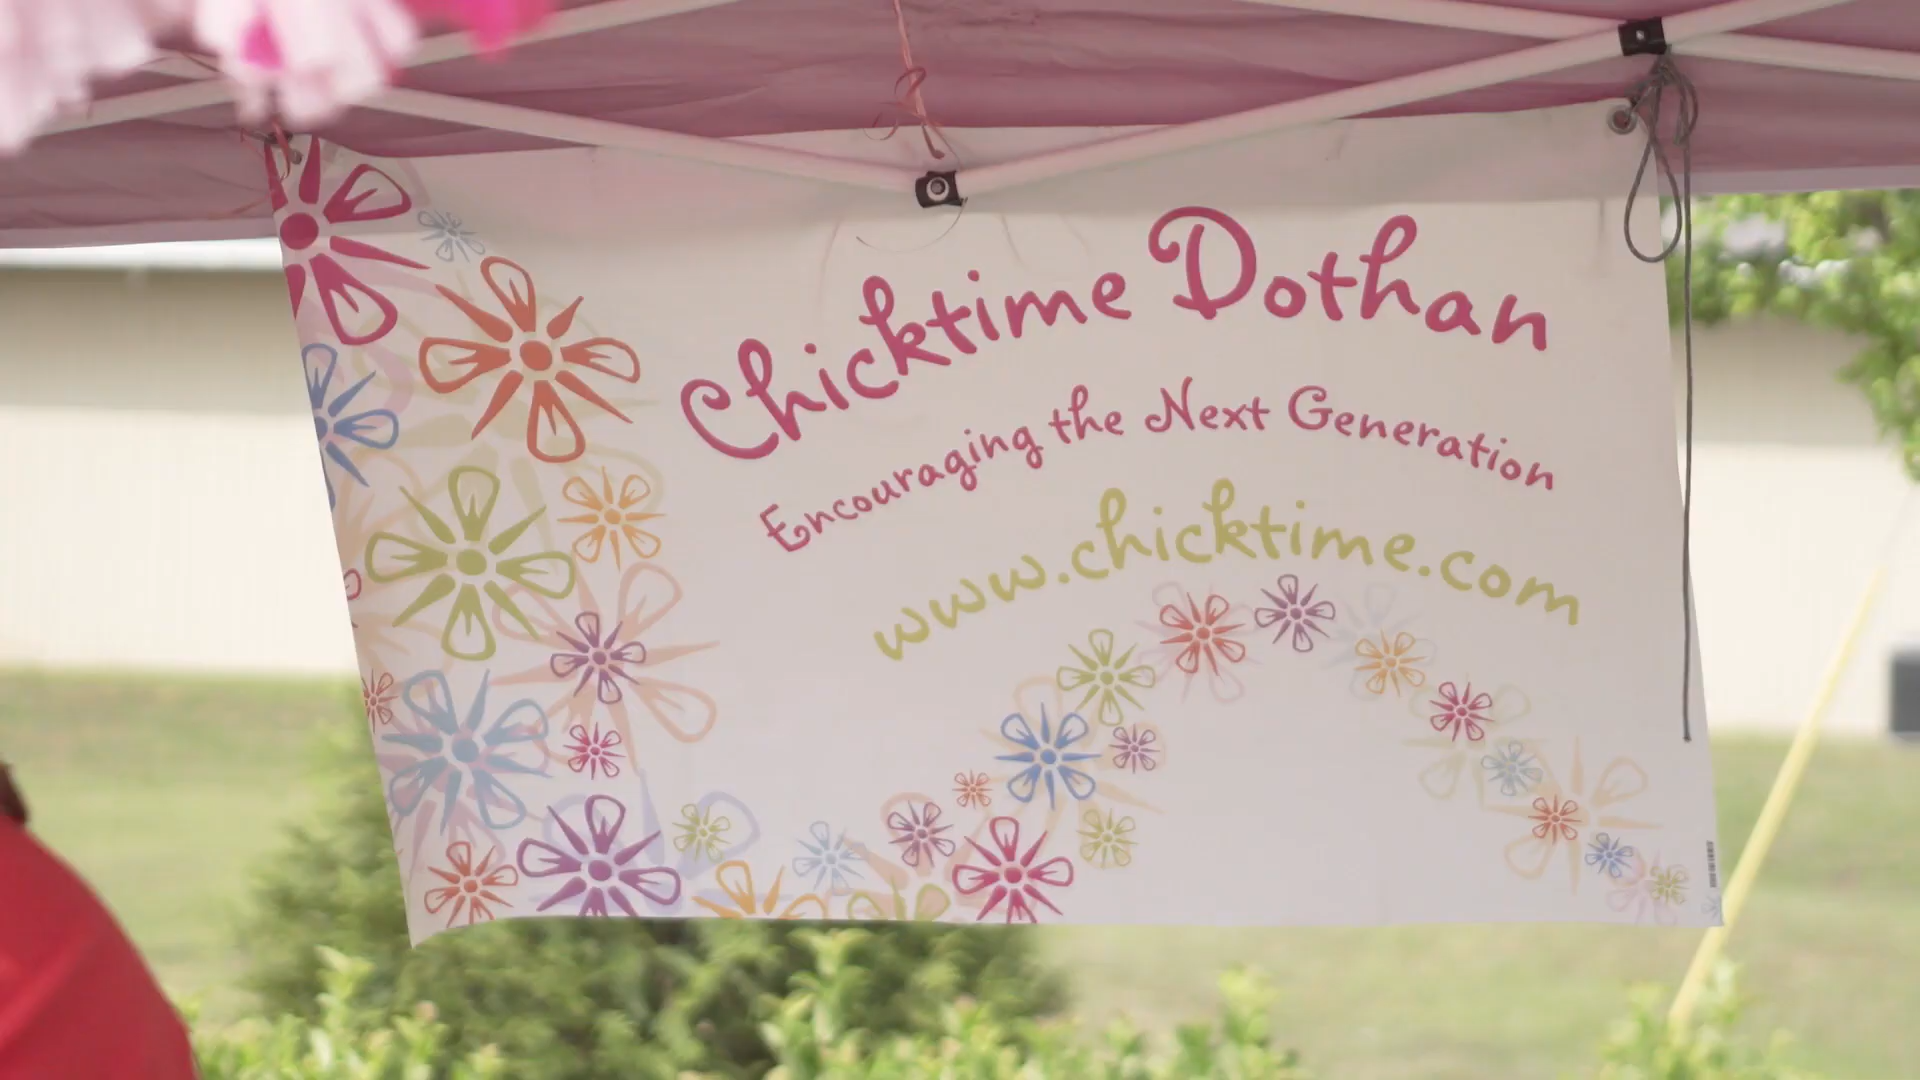 Chicktime Dothan
Encouraging the Next Generation
www.chicktime.com